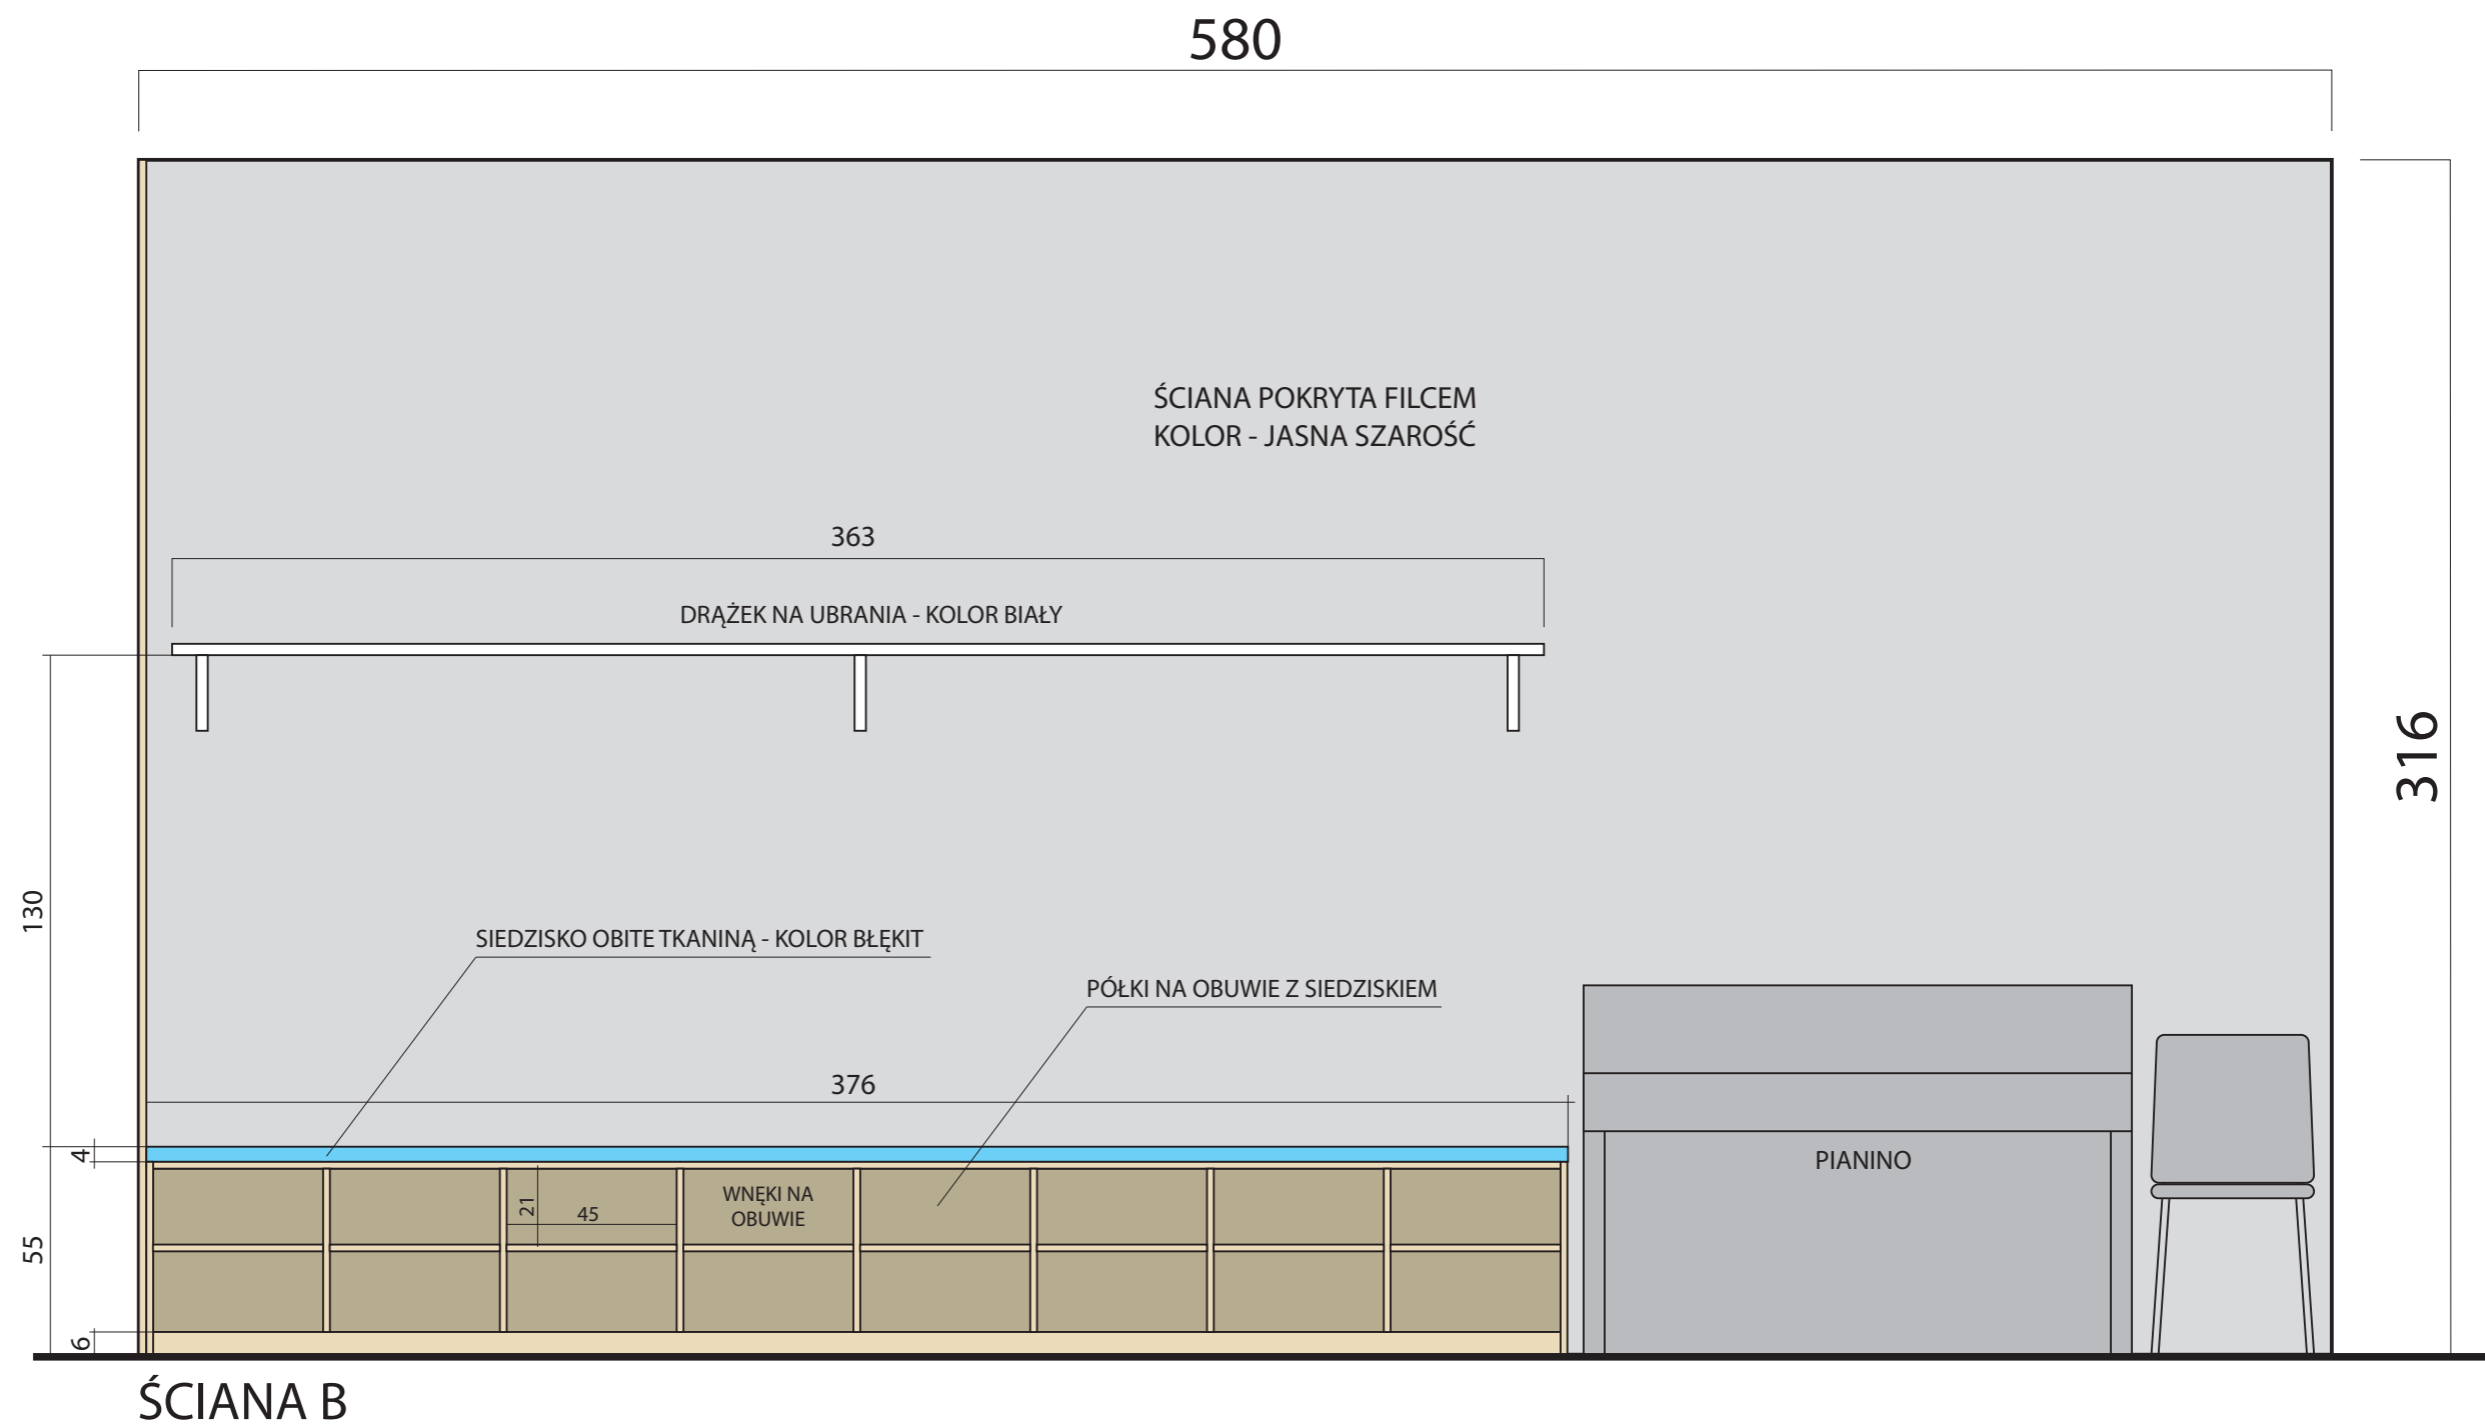 580
ŚCIANA POKRYTA FILCEM
KOLOR - JASNA SZAROŚĆ
363
DRĄŻEK NA UBRANIA - KOLOR BIAŁY
316
130
SIEDZISKO OBITE TKANINĄ - KOLOR BŁĘKIT
PÓŁKI NA OBUWIE Z SIEDZISKIEM
376
4
PIANINO
WNĘKI NA
OBUWIE
21
45
55
6
ŚCIANA B